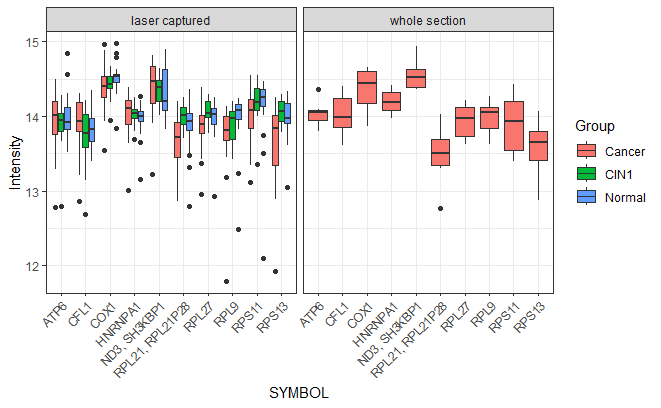 laser captured
whole section
15
14
13
12
Intensity
ATP6
CFL1
COX1
HNRNPA1
ND3, SH3KBP1
RPL21, RPL21P28
RPL27
RPL9
RPS11
RPS13
ATP6
CFL1
COX1
HNRNPA1
ND3, SH3KBP1
RPL21, RPL21P28
RPL27
RPL9
RPS11
RPS13
SYMBOL
Group
Cancer
CIN1
Normal